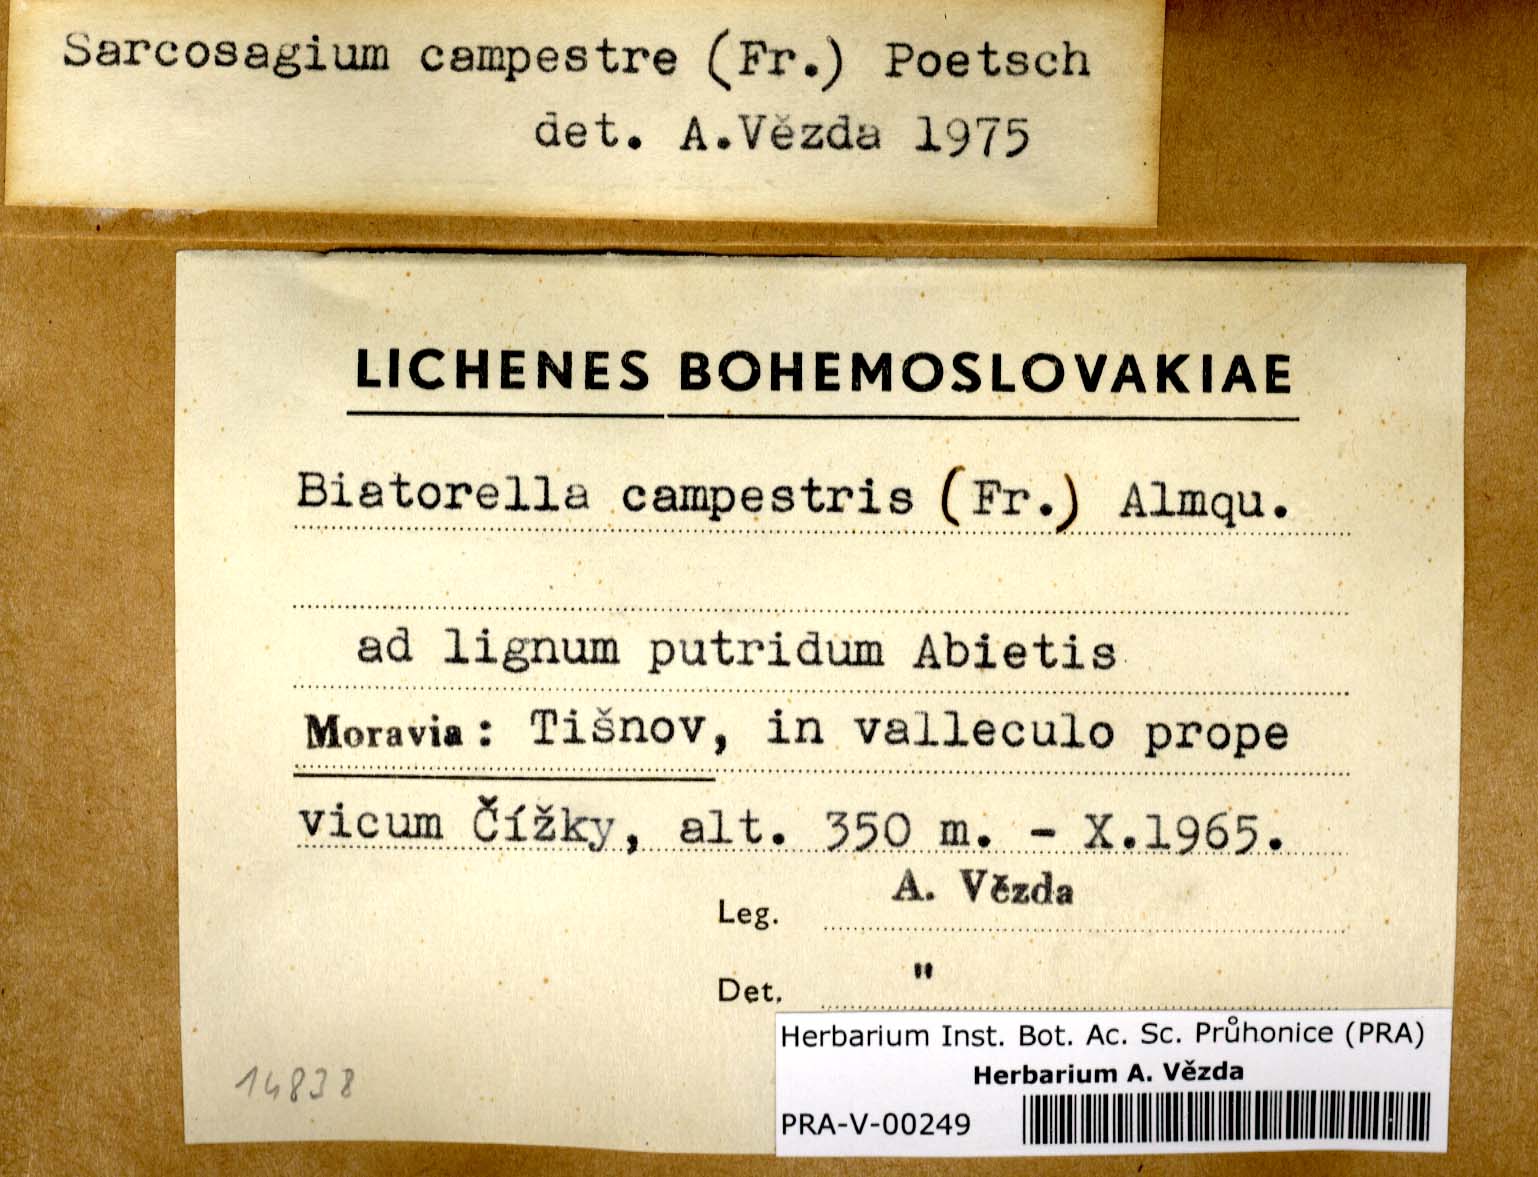 Sarcosagium campestre (Fr.) Poetsch
det. A.Vězda 1975
LICHENES BOHEMOSLOVAKIAE
Biatorella campestris (Fr.) Almqu.
ad lignum putridum Abietis
Moravia: Tišnov, in valleculo prope
vicum Čížky, alt. 350 m. - X.1965.
Leg. A. Vězda
Det. "
14838
Herbarium Inst. Bot. Ac. Sc. Průhonice (PRA)
Herbarium A. Vězda
PRA-V-00249